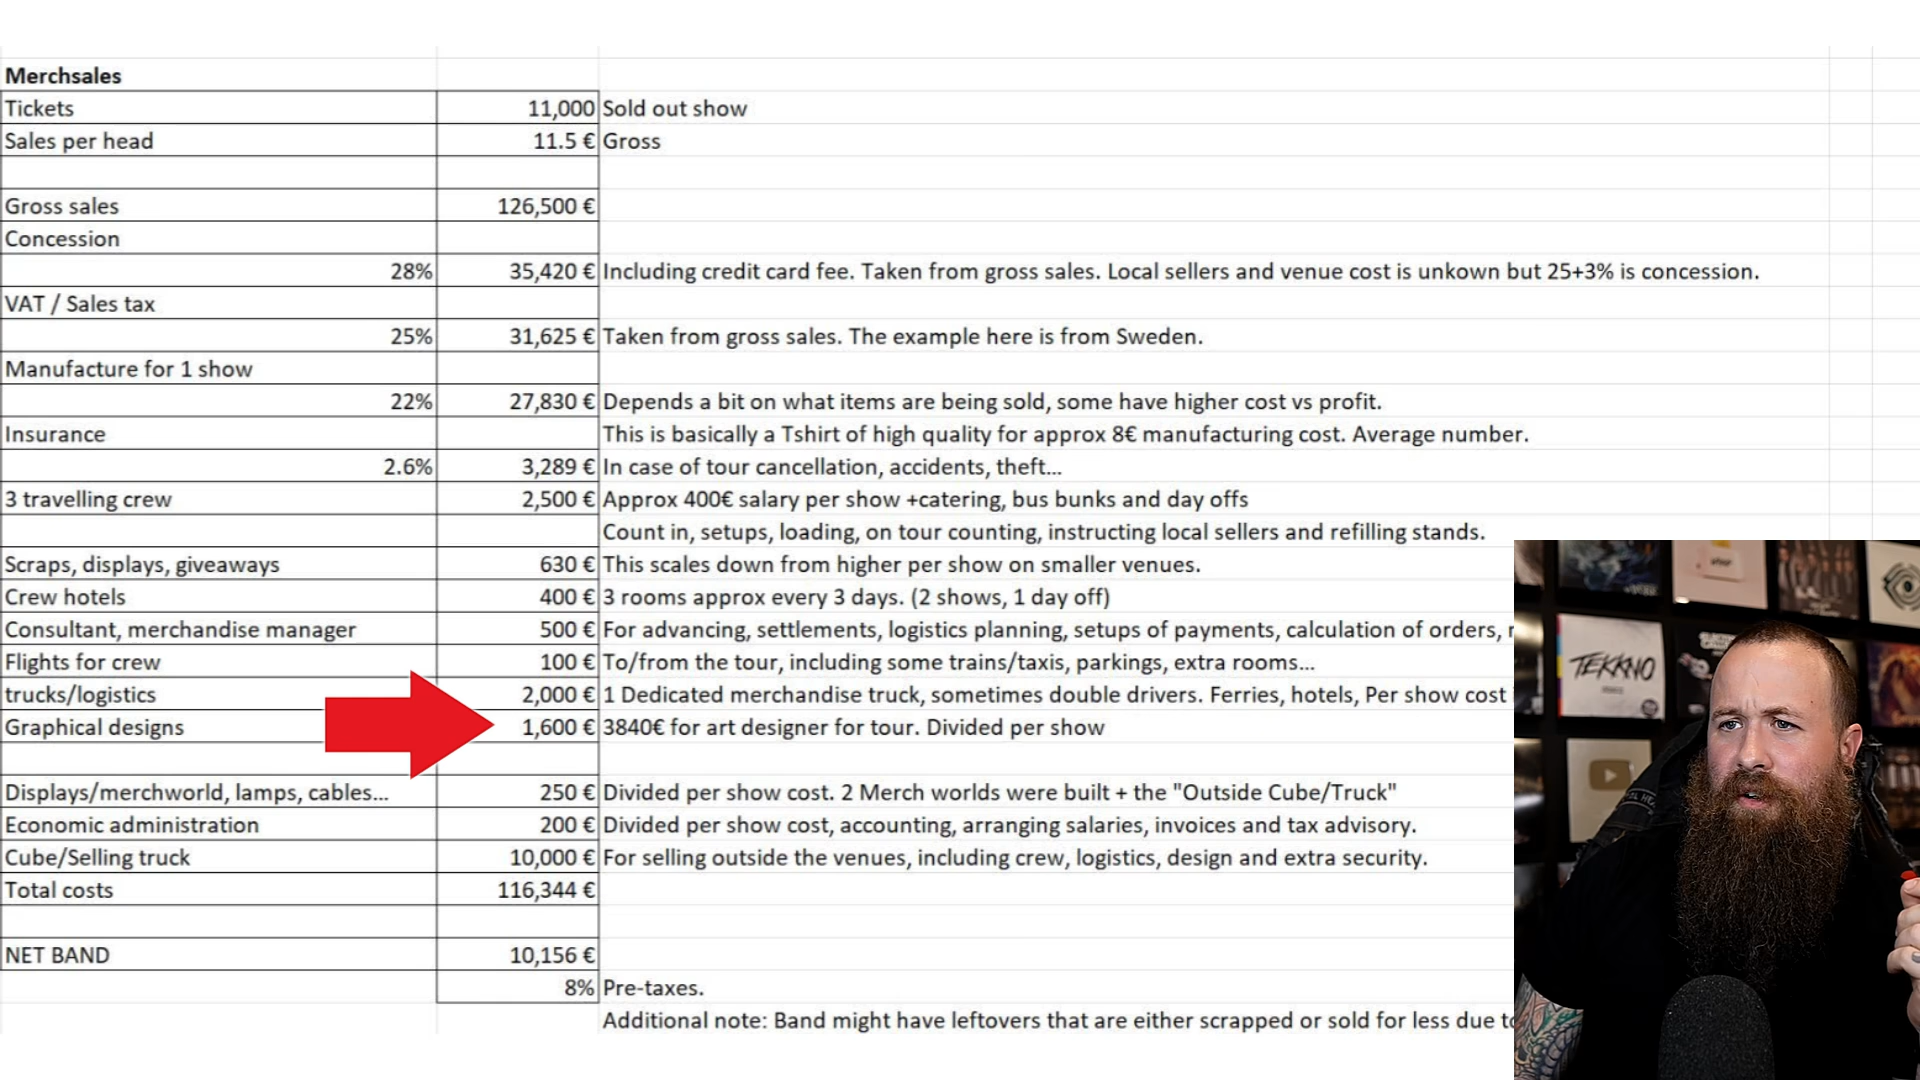 Merchsales
Tickets 11,000 Sold out show
Sales per head 11.5 € Gross
Gross sales 126,500 €
Concession
28% 35,420 € Including credit card fee. Taken from gross sales. Local sellers and venue cost is unkown but 25+3% is concession.
VAT / Sales tax
25% 31,625 € Taken from gross sales. The example here is from Sweden.
Manufacture for 1 show
22% 27,830 € Depends a bit on what items are being sold, some have higher cost vs profit.
Insurance This is basically a Tshirt of high quality for approx 8€ manufacturing cost. Average number.
2.6% 3,289 € In case of tour cancellation, accidents, theft...
3 travelling crew 2,500 € Approx 400€ salary per show +catering, bus bunks and day offs
Count in, setups, loading, on tour counting, instructing local sellers and refilling stands.
Scraps, displays, giveaways 630 € This scales down from higher per show on smaller venues.
Crew hotels 400 € 3 rooms approx every 3 days. (2 shows, 1 day off)
Consultant, merchandise manager 500 € For advancing, settlements, logistics planning, setups of payments, calculation of orders,
Flights for crew 100 € To/from the tour, including some trains/taxis, parkings, extra rooms...
trucks/logistics 2,000 € 1 Dedicated merchandise truck, sometimes double drivers. Ferries, hotels, Per show cost
Graphical designs 1,600 € 3840€ for art designer for tour. Divided per show
Displays/merchworld, lamps, cables... 250 € Divided per show cost. 2 Merch worlds were built + the "Outside Cube/Truck"
Economic administration 200 € Divided per show cost, accounting, arranging salaries, invoices and tax advisory.
Cube/Selling truck 10,000 € For selling outside the venues, including crew, logistics, design and extra security.
Total costs 116,344 €
NET BAND 10,156 €
8% Pre-taxes.
Additional note: Band might have leftovers that are either scrapped or sold for less due
TEKKNO